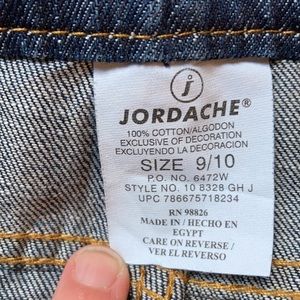 j
JORDACHE®
100% COTTON/ALGODON
EXCLUSIVE OF DECORATION
EXCLUYENDO LA DECORACION
SIZE 9/10
P.O. NO. 6472W
STYLE NO. 10 8328 GH J
UPC 786675718234
RN 98826
MADE IN / HECHO EN
EGYPT
CARE ON REVERSE /
VER EL REVERSO